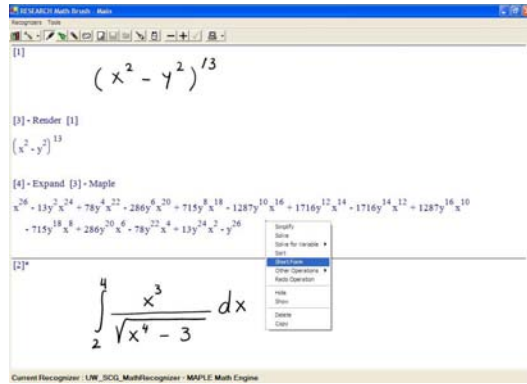 RESEARCH Math Brush - Main
Recognizers Tools
[1]
(x² - y²)¹³
[3] - Render [1]
(x² - y²)¹³
[4] - Expand [3] - Maple
x²⁶ - 13y²x²⁴ + 78y⁴x²² - 286y⁶x²⁰ + 715y⁸x¹⁸ - 1287y¹⁰x¹⁶ + 1716y¹²x¹⁴ - 1716y¹⁴x¹² + 1287y¹⁶x¹⁰
- 715y¹⁸x⁸ + 286y²⁰x⁶ - 78y²²x⁴ + 13y²⁴x² - y²⁶
Simplify
Solve
Solve for Variable
Sort
Short Form
Other Operations
Redo Operation
Hide
Show
Delete
Copy
[2]*
∫₂⁴ x³/√(x⁴ - 3) dx
Current Recognizer : UW_SCG_MathRecognizer - MAPLE Math Engine